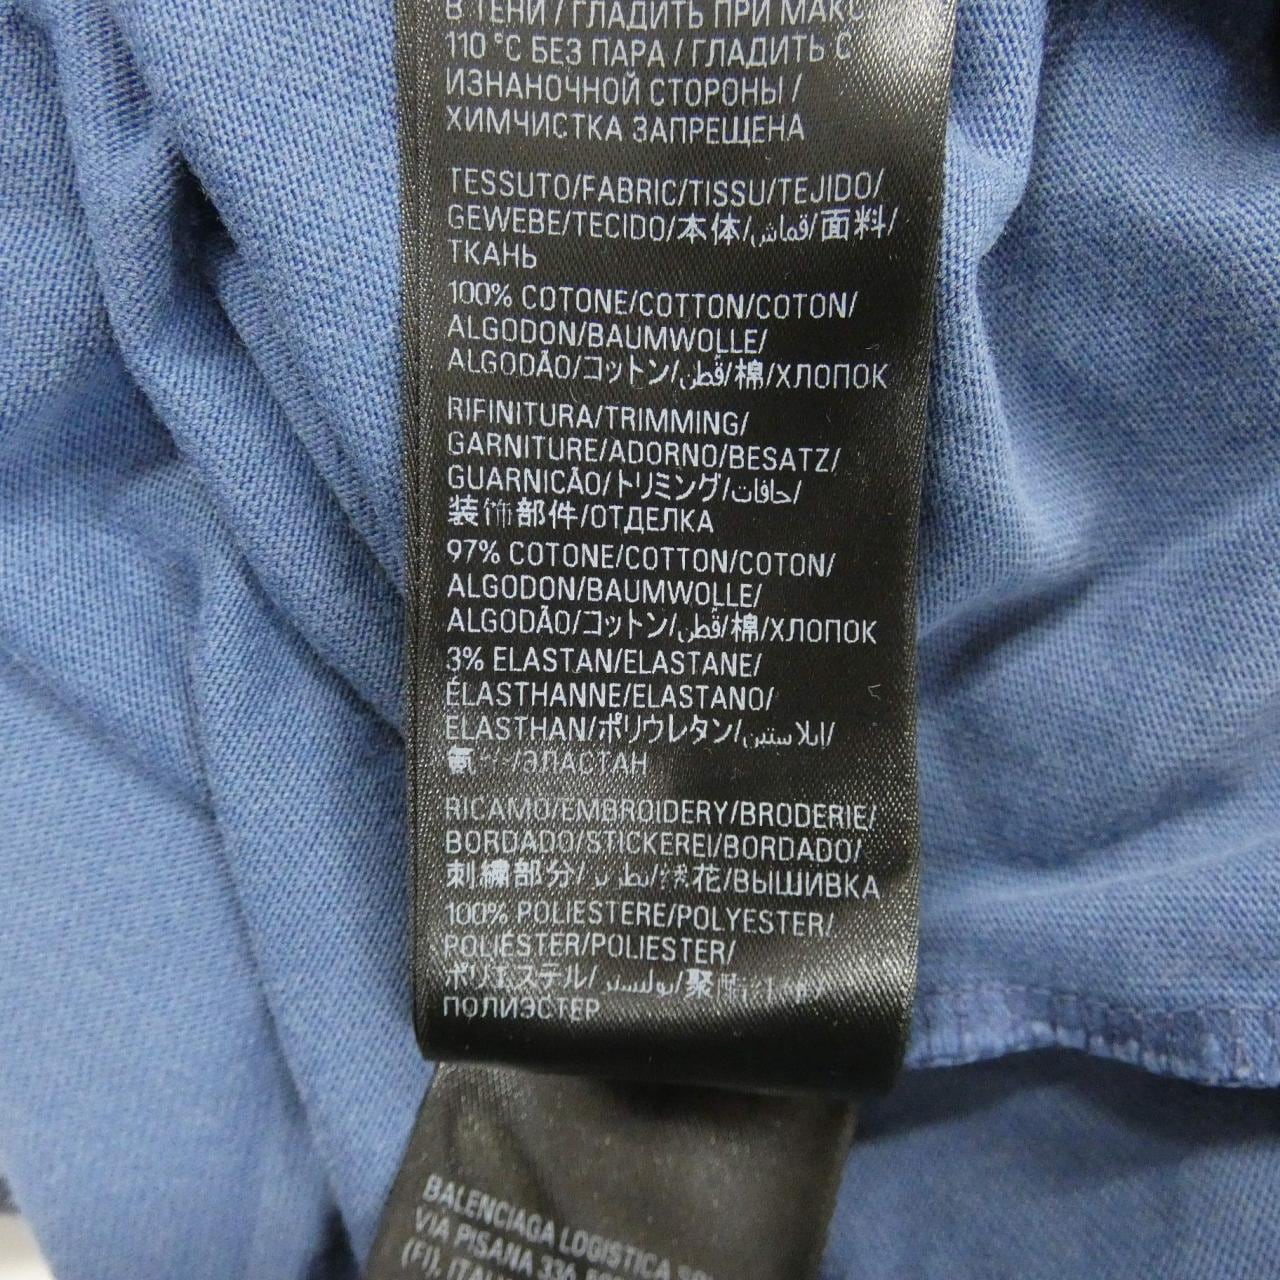 В ТЕНИ / ГЛАДИТЬ ПРИ МАКС
110 °C БЕЗ ПАРА / ГЛАДИТЬ С
ИЗНАНОЧНОЙ СТОРОНЫ /
ХИМЧИСТКА ЗАПРЕЩЕНА
TESSUTO/FABRIC/TISSU/TEJIDO/
GEWEBE/TECIDO/本体/قماش/面料/
ТКАНЬ
100% COTONE/COTTON/COTON/
ALGODON/BAUMWOLLE/
ALGODÃO/コットン/قطن/棉/ХЛОПОК
RIFINITURA/TRIMMING/
GARNITURE/ADORNO/BESATZ/
GUARNICÃO/トリミング/حافات/
装饰部件/ОТДЕЛКА
97% COTONE/COTTON/COTON/
ALGODON/BAUMWOLLE/
ALGODÃO/コットン/قطن/棉/ХЛОПОК
3% ELASTAN/ELASTANE/
ÉLASTHANNE/ELASTANO/
ELASTHAN/ポリウレタン/إيلاستين/
/ЭЛАСТАН
RICAMO/EMBROIDERY/BRODERIE/
BORDADO/STICKEREI/BORDADO/
刺繍部分/ВЫШИВКА
100% POLIESTERE/POLYESTER/
POLIESTER/POLIESTER/
ポリエステル/بوليستر/
ПОЛИЭСТЕР
BALENCIAGA LOGISTICA
VIA PISANA 336
(FI),